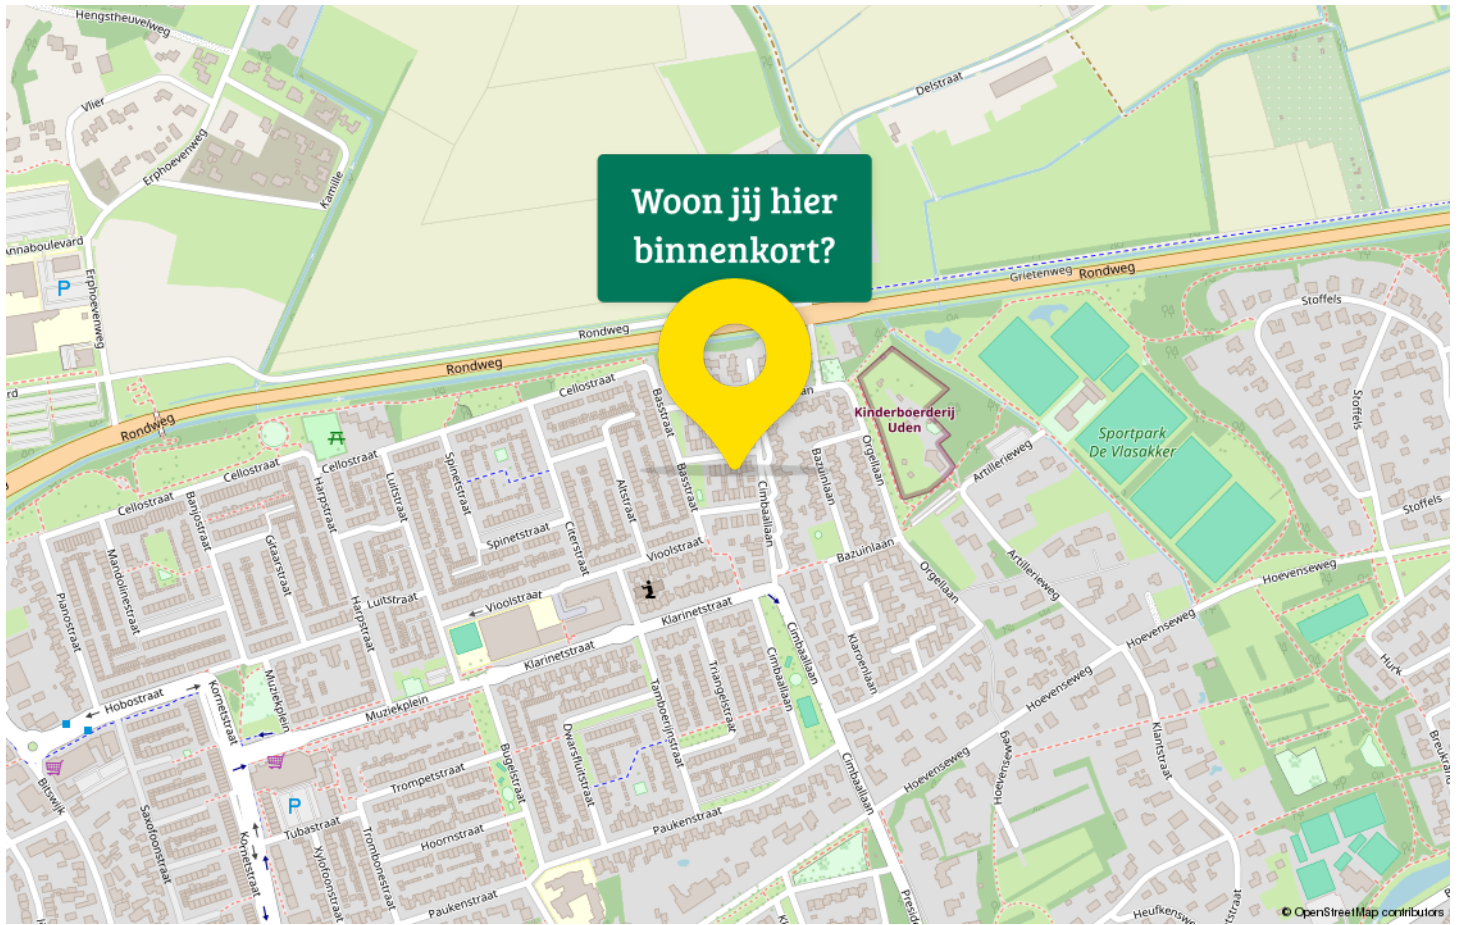 Hengstheuvelweg
Vlier
Erphoevenweg
Kamille
Annaboulevard
Erphoevenweg
P
Delstraat
Woon jij hier
binnenkort?
Grietenweg
Rondweg
Rondweg
Rondweg
Rondweg
Stoffels
Stoffels
Stoffels
Cellostraat
Cellostraat
Cellostraat
Cellostraat
Basstraat
Basstraat
Kinderboerderij
Uden
Sportpark
De Vlasakker
Orgellaan
Orgellaan
Artillerieweg
Artillerieweg
Bazuinlaan
Bazuinlaan
Cimbaallaan
Cimbaallaan
Cimbaallaan
Cimbaallaan
Altstraat
Citerstraat
Spinetstraat
Spinetstraat
Luitstraat
Luitstraat
Harpstraat
Harpstraat
Banjostraat
Gitaarstraat
Mandolinestraat
Pianostraat
Vioolstraat
Vioolstraat
Klarinetstraat
Klarinetstraat
Klaroenlaan
Hoevenseweg
Hoevenseweg
Hoevenseweg
Hoevenseweg
Hoevenseweg
Hurk
Klantstraat
Breukrand
Triangelstraat
Tamboerijnstraat
Dwarsfluitstraat
Bugelstraat
Muziekplein
Muziekplein
Hobostraat
Kornetstraat
Kornetstraat
Bitswijk
Saxofoonstraat
P
Tubastraat
Xylofoonstraat
Trombonestraat
Trompetstraat
Hoornstraat
Paukenstraat
Paukenstraat
Presid
Heufkensw
© OpenStreetMap contributors